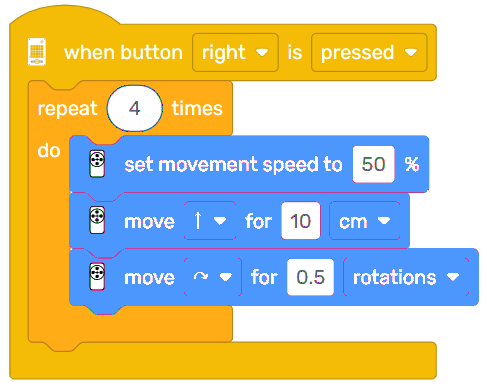 when button right is pressed
repeat 4 times
do
set movement speed to 50 %
move ↑ for 10 cm
move ↷ for 0.5 rotations